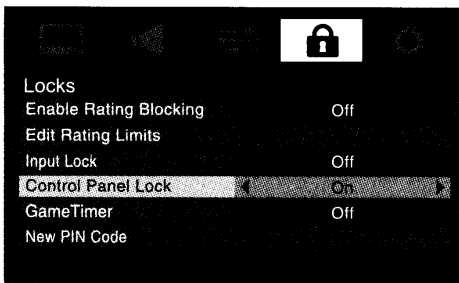 Locks
Enable Rating Blocking Off
Edit Rating Limits
Input Lock Off
Control Panel Lock On
GameTimer Off
New PIN Code